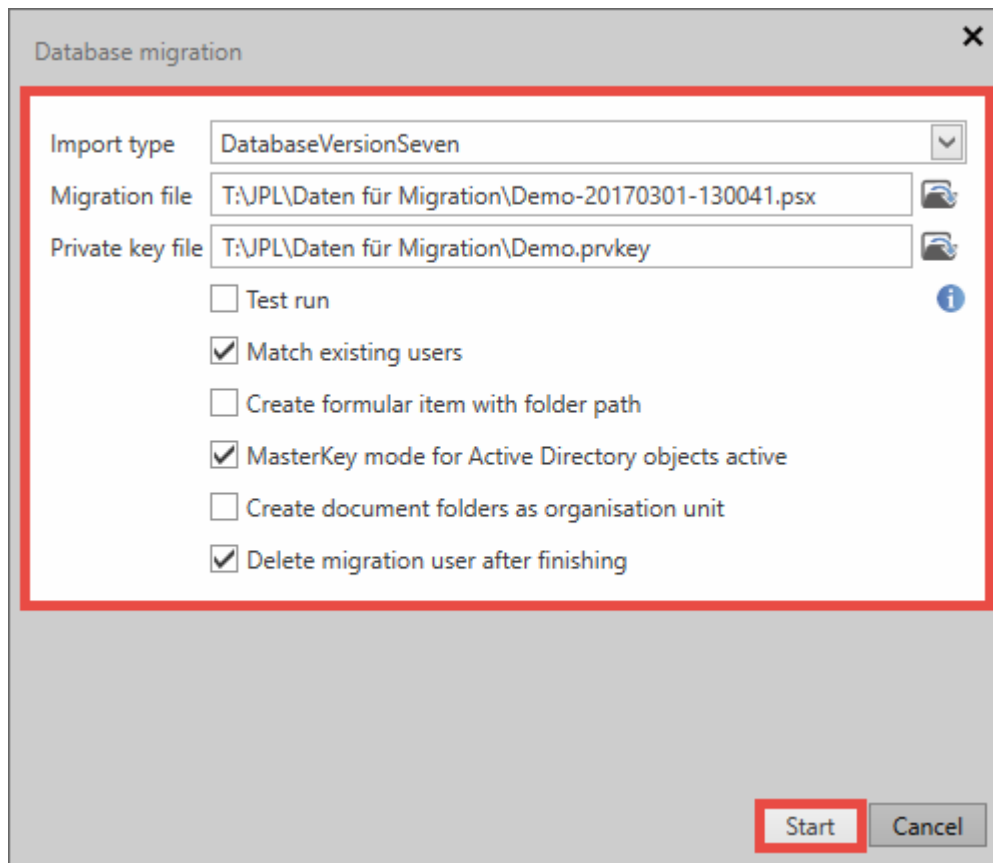 Database migration
Import type DatabaseVersionSeven
Migration file T:\JPL\Daten für Migration\Demo-20170301-130041.psx
Private key file T:\JPL\Daten für Migration\Demo.prvkey
Test run
Match existing users
Create formular item with folder path
MasterKey mode for Active Directory objects active
Create document folders as organisation unit
Delete migration user after finishing
Start Cancel